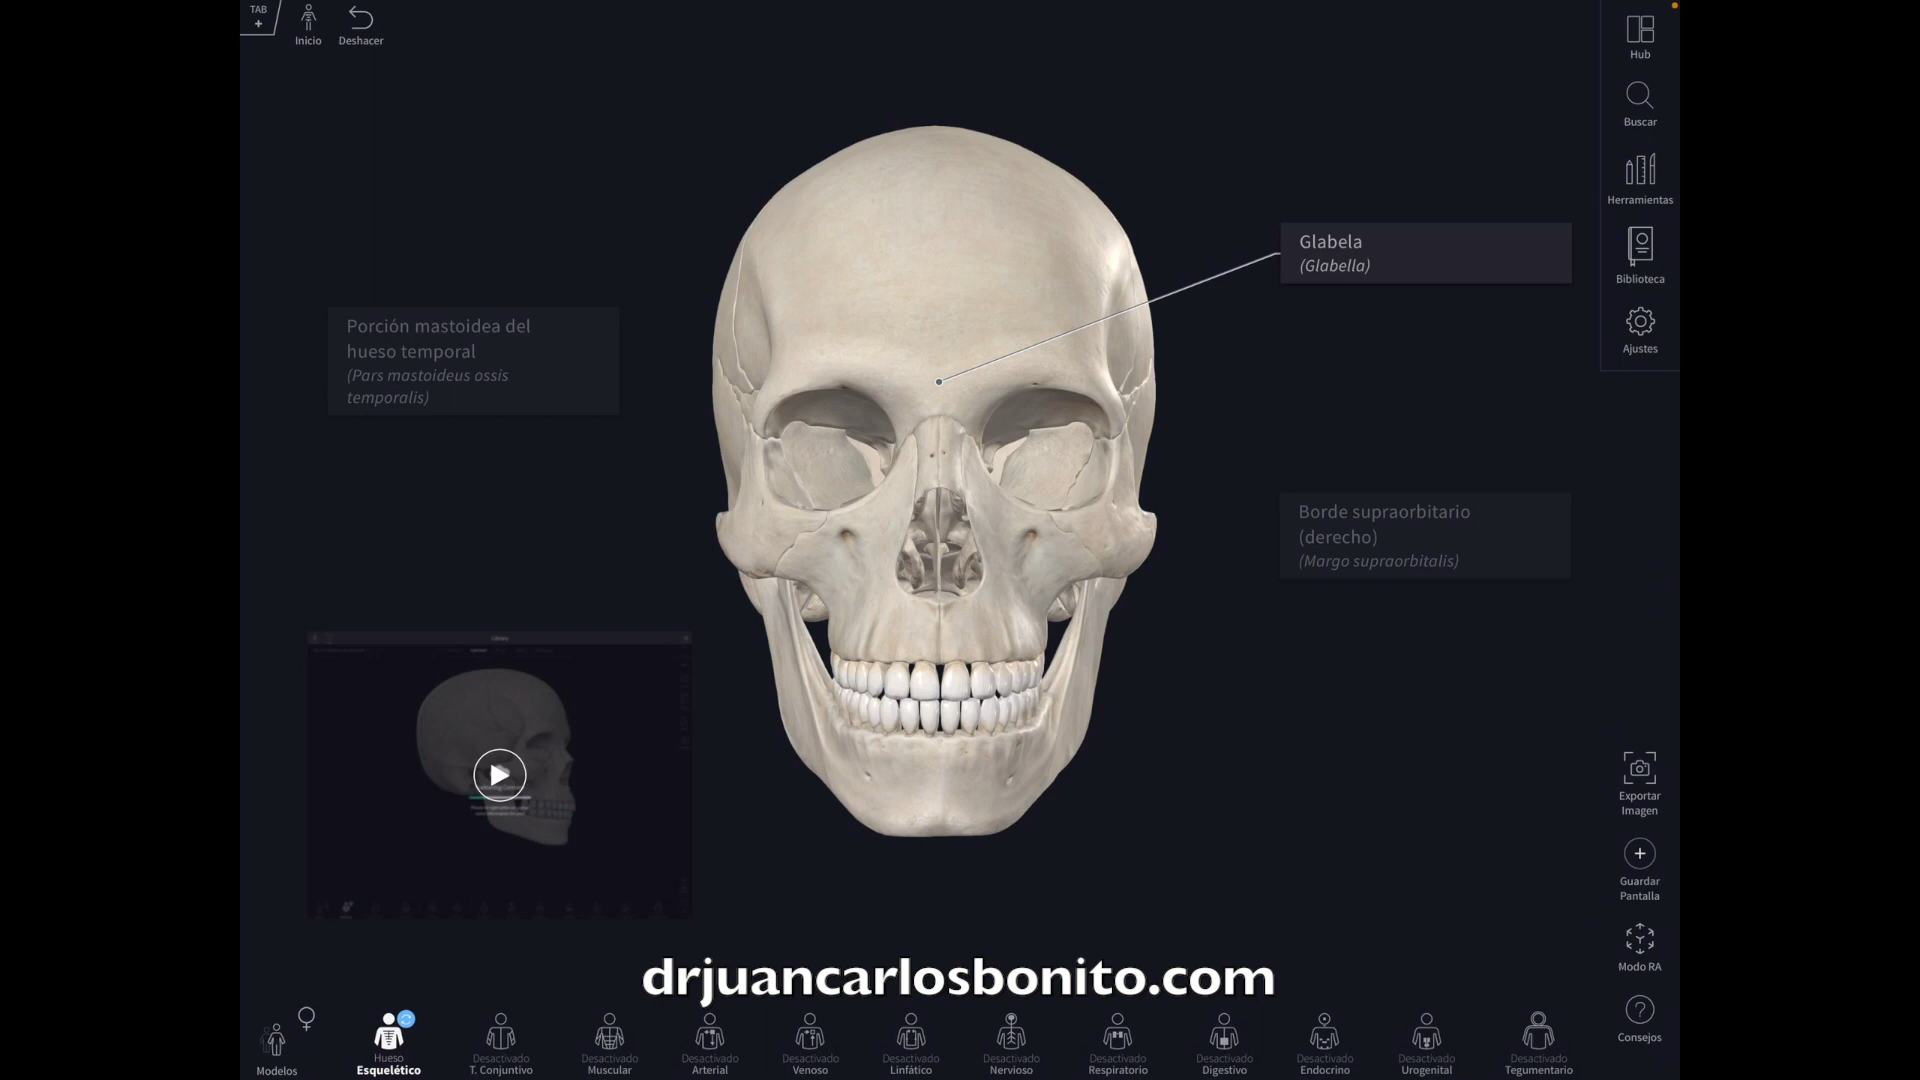 TAB
+
Inicio
Deshacer
Hub
Buscar
Herramientas
Biblioteca
Ajustes
Glabela
(Glabella)
Porción mastoidea del
hueso temporal
(Pars mastoideus ossis
temporalis)
Borde supraorbitario
(derecho)
(Margo supraorbitalis)
Library
Exportar
Imagen
Guardar
Pantalla
Modo RA
?
Consejos
drjuancarlosbonito.com
Modelos
Hueso
Esquelético
Desactivado
T. Conjuntivo
Desactivado
Muscular
Desactivado
Arterial
Desactivado
Venoso
Desactivado
Linfático
Desactivado
Nervioso
Desactivado
Respiratorio
Desactivado
Digestivo
Desactivado
Endocrino
Desactivado
Urogenital
Desactivado
Tegumentario